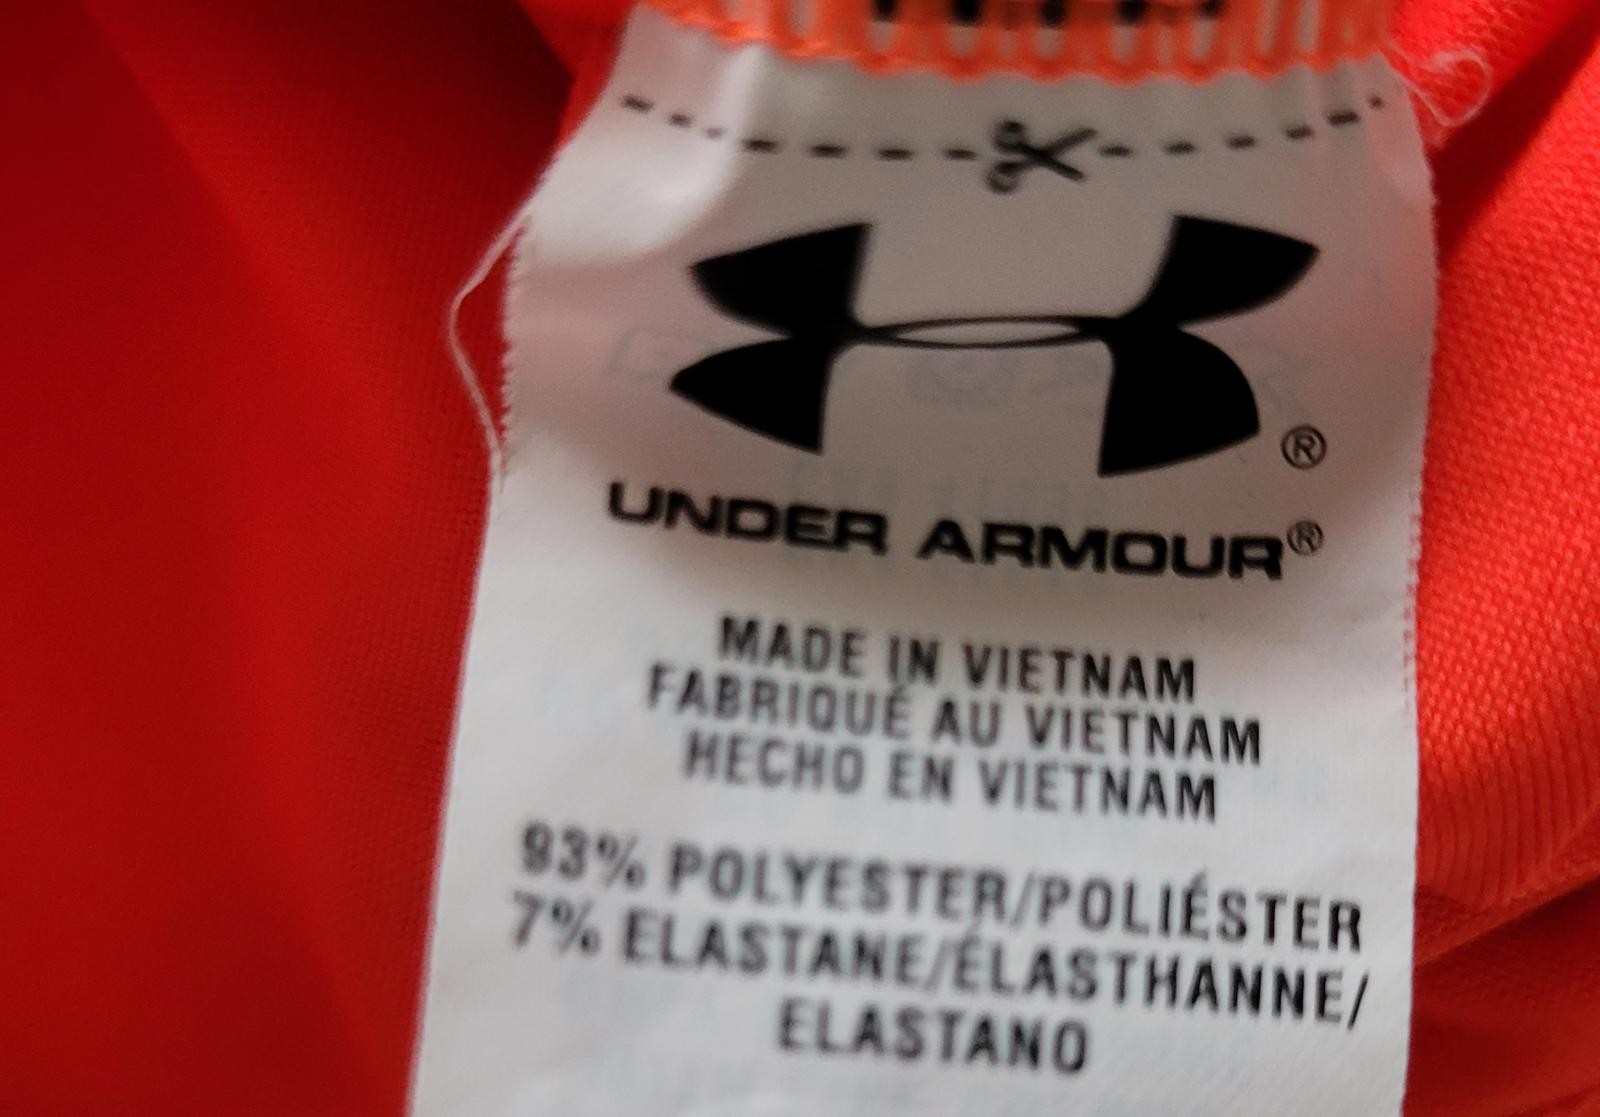 ®
UNDER ARMOUR®
MADE IN VIETNAM
FABRIQUÉ AU VIETNAM
HECHO EN VIETNAM
93% POLYESTER/POLIÉSTER
7% ELASTANE/ÉLASTHANNE/
ELASTANO